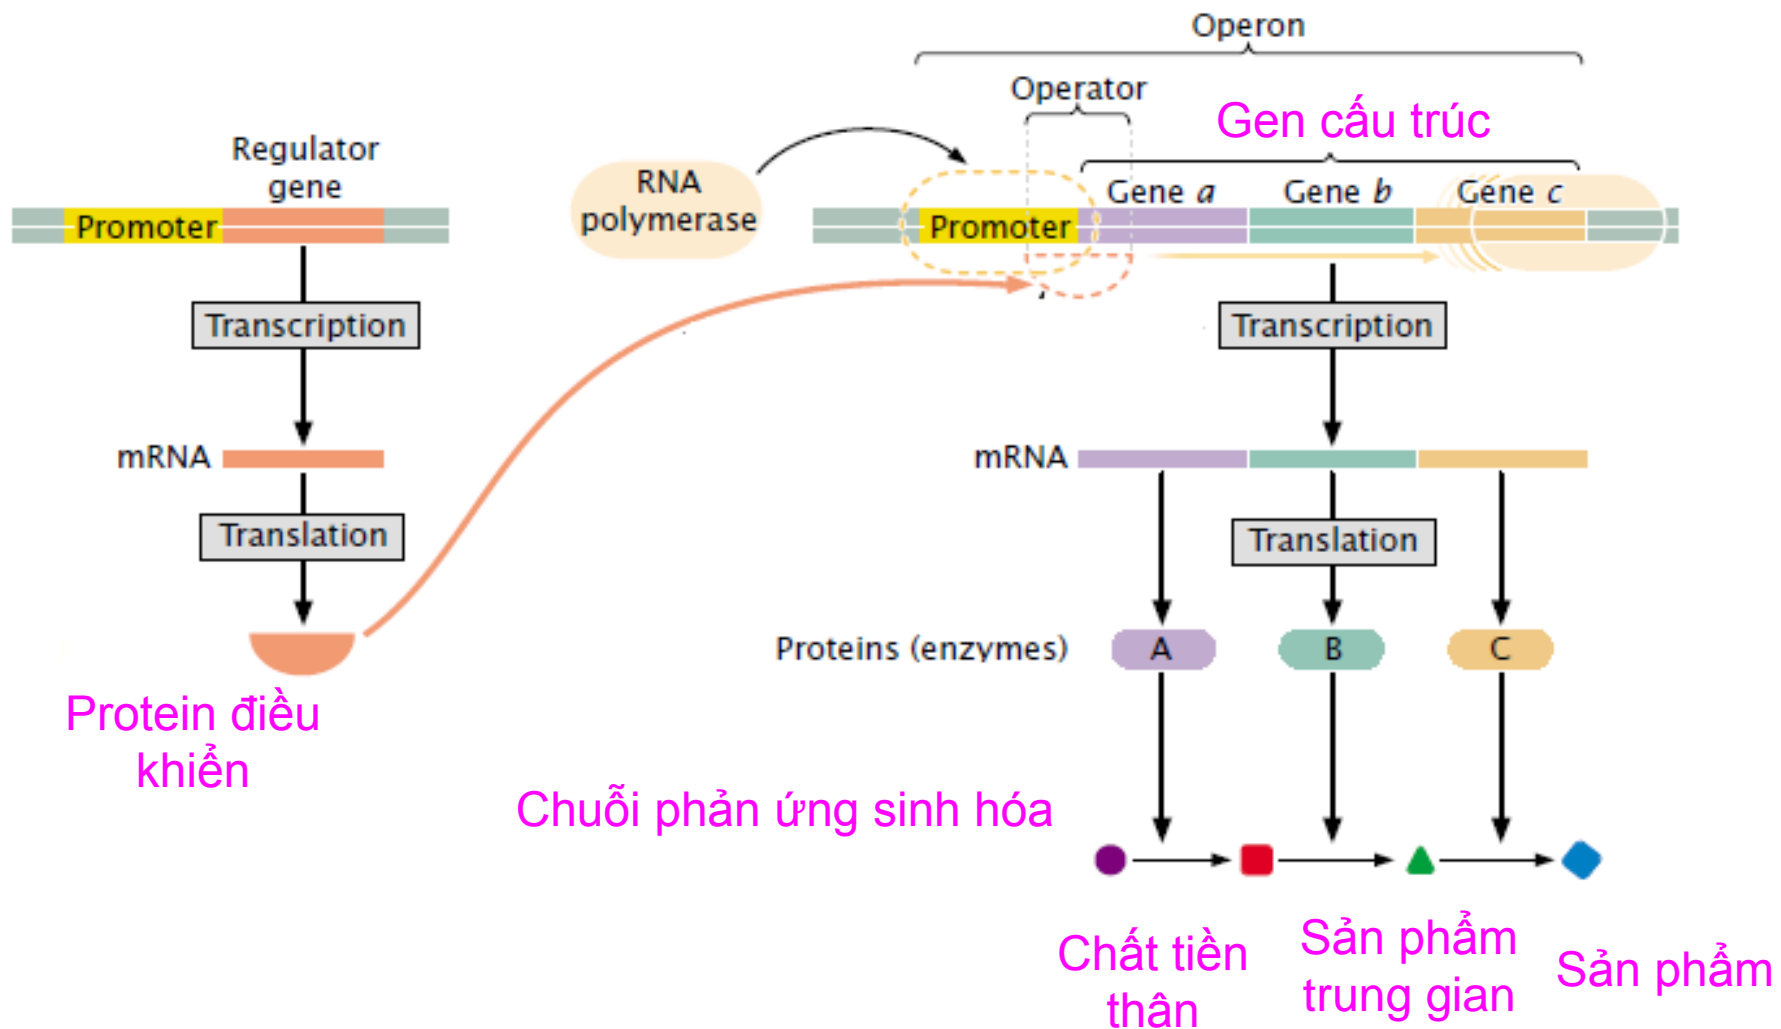 Operon
Operator
Gen cấu trúc
Regulator
gene
RNA
polymerase
Gene a
Gene b
Gene c
Promoter
Promoter
Transcription
Transcription
mRNA
mRNA
Translation
Translation
Proteins (enzymes)
A
B
C
Protein điều
khiển
Chuỗi phản ứng sinh hóa
Chất tiền
thân
Sản phẩm
trung gian
Sản phẩm